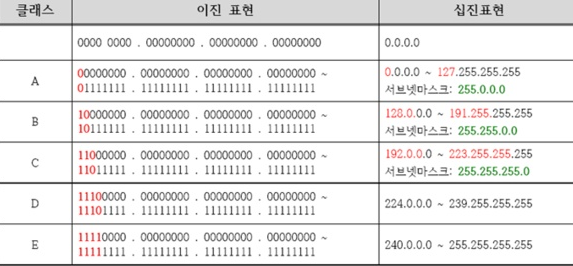 클래스 이진 표현 십진표현
0000 0000 . 00000000 . 00000000 . 00000000 0.0.0.0
A
00000000 . 00000000 . 00000000 . 00000000 ~ 0.0.0.0 ~ 127.255.255.255
01111111 . 11111111 . 11111111 . 11111111 서브넷마스크: 255.0.0.0
B
10000000 . 00000000 . 00000000 . 00000000 ~ 128.0.0.0 ~ 191.255.255.255
10111111 . 11111111 . 11111111 . 11111111 서브넷마스크: 255.255.0.0
C
11000000 . 00000000 . 00000000 . 00000000 ~ 192.0.0.0 ~ 223.255.255.255
11011111 . 11111111 . 11111111 . 11111111 서브넷마스크: 255.255.255.0
D
11100000 . 00000000 . 00000000 . 00000000 ~ 224.0.0.0 ~ 239.255.255.255
11101111 . 11111111 . 11111111 . 11111111
E
11110000 . 00000000 . 00000000 . 00000000 ~ 240.0.0.0 ~ 255.255.255.255
11111111 . 11111111 . 11111111 . 11111111